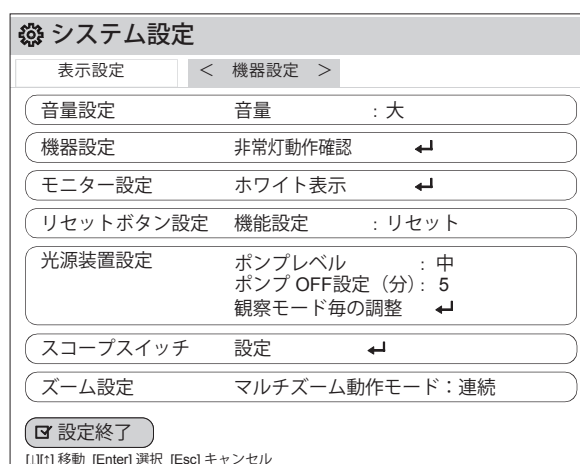 システム設定
表示設定 < 機器設定 >
音量設定 音量 : 大
機器設定 非常灯動作確認 ↵
モニター設定 ホワイト表示 ↵
リセットボタン設定 機能設定 : リセット
光源装置設定 ポンプレベル : 中
ポンプ OFF設定（分）: 5
観察モード毎の調整 ↵
スコープスイッチ 設定 ↵
ズーム設定 マルチズーム動作モード：連続
設定終了
[↓][↑] 移動 [Enter] 選択 [Esc] キャンセル